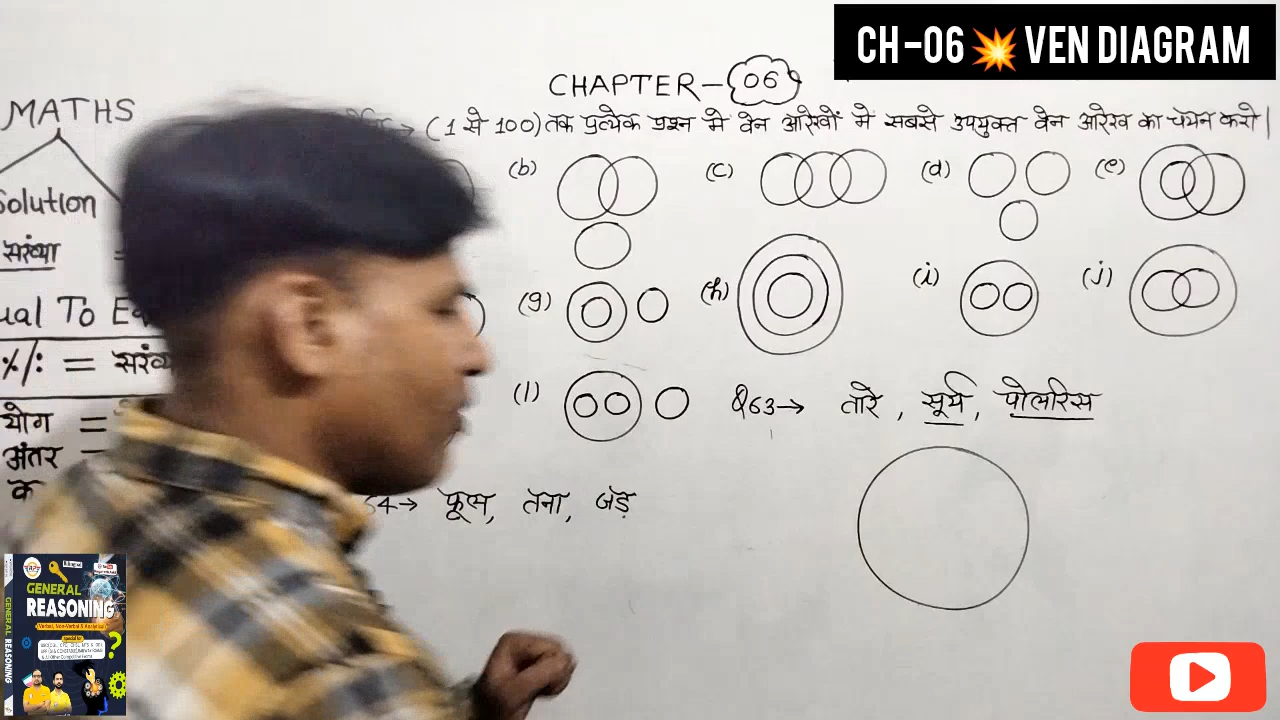 CH-06 💥 VEN DIAGRAM
CHAPTER-06
MATHS
→ (1 से 100) तक प्रत्येक प्रश्न मे वेन आरेखों मे सबसे उपयुक्त वेन आरेख का चयन करो |
Solution
(b) (c) (d) (e)
संख्या =
(g) (h) (i) (j)
ual To
%/: =
(l) Q63→ तारे, सूर्य, पोलरिस
योग =
अंतर
64→ फूल, तना, जड़
GENERAL
REASONING
GENERAL REASONING